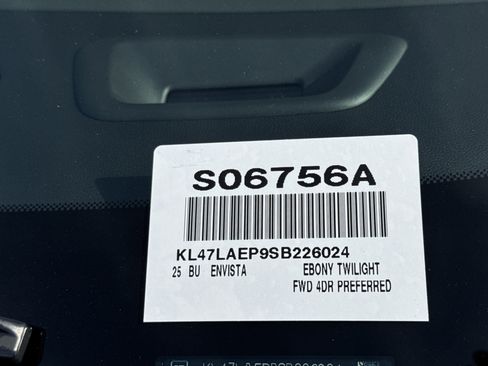 S06756A
KL47LAEP9SB226024
25 BU ENVISTA EBONY TWILIGHT
FWD 4DR PREFERRED